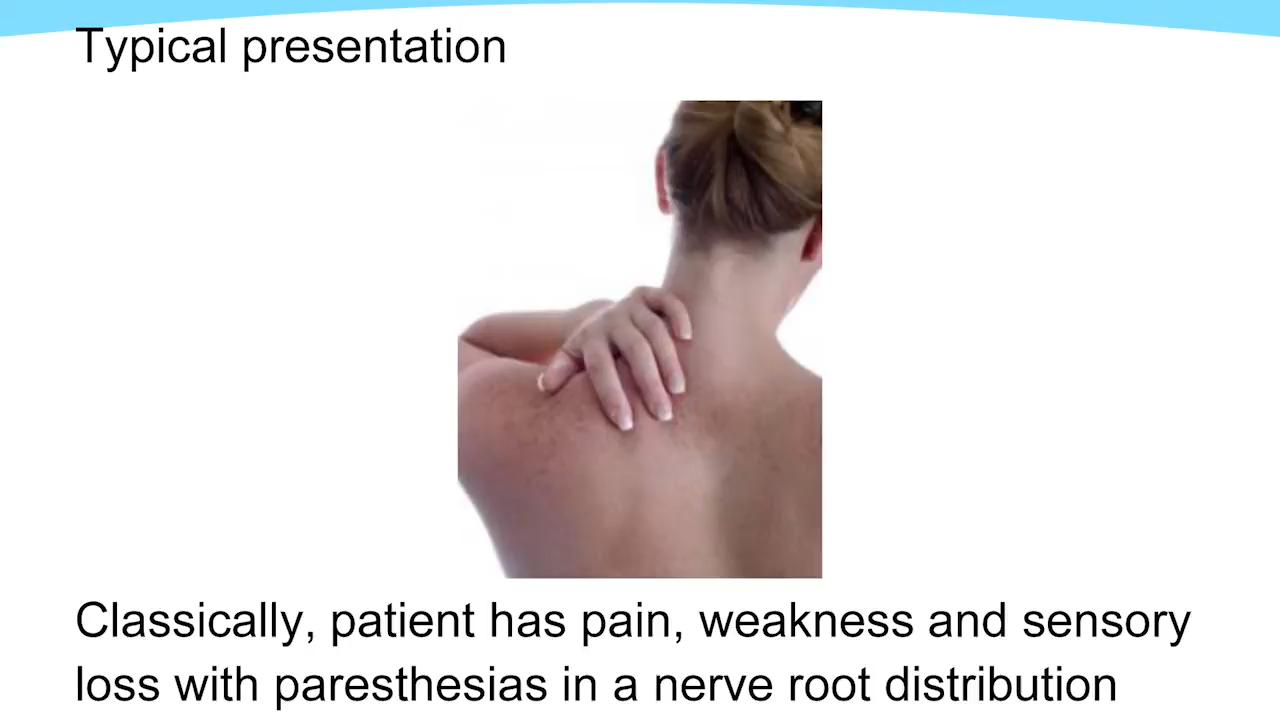 Typical presentation
Classically, patient has pain, weakness and sensory
loss with paresthesias in a nerve root distribution